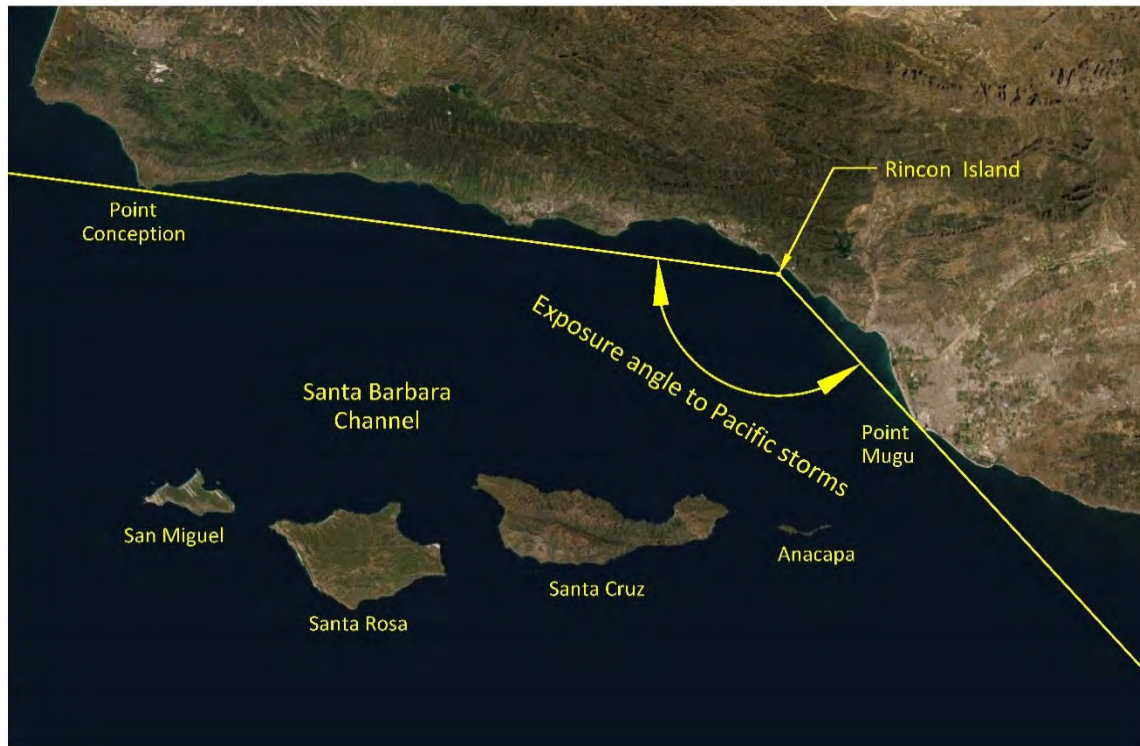 Rincon Island
Point
Conception
Exposure angle to Pacific storms
Santa Barbara
Channel
Point
Mugu
San Miguel
Santa Rosa
Santa Cruz
Anacapa